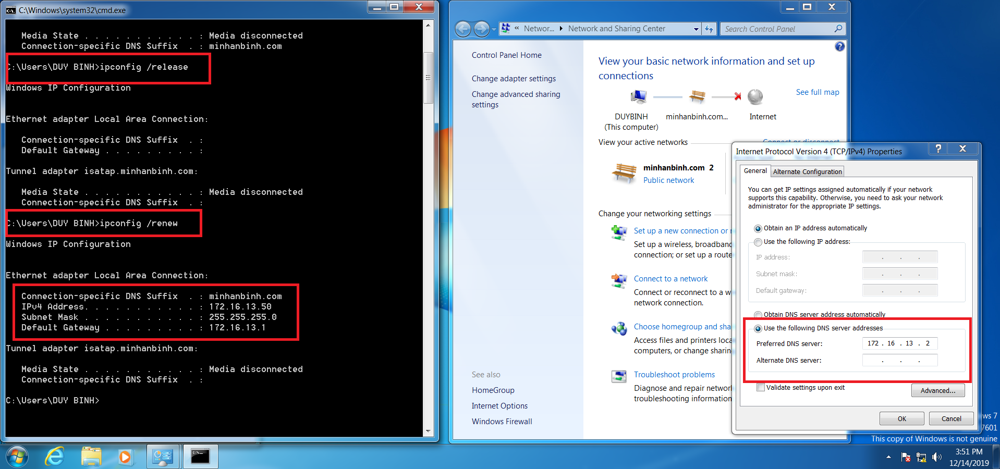 C:\Windows\system32\cmd.exe
Media State . . . . . . . . . . . : Media disconnected
Connection-specific DNS Suffix  . : minhanbinh.com
C:\Users\DUY BINH>ipconfig /release
Windows IP Configuration
Ethernet adapter Local Area Connection:
Connection-specific DNS Suffix  . :
Default Gateway . . . . . . . . . :
Tunnel adapter isatap.minhanbinh.com:
Media State . . . . . . . . . . . : Media disconnected
Connection-specific DNS Suffix  . :
C:\Users\DUY BINH>ipconfig /renew
Windows IP Configuration
Ethernet adapter Local Area Connection:
Connection-specific DNS Suffix  . : minhanbinh.com
IPv4 Address. . . . . . . . . . . : 172.16.13.50
Subnet Mask . . . . . . . . . . . : 255.255.255.0
Default Gateway . . . . . . . . . : 172.16.13.1
Tunnel adapter isatap.minhanbinh.com:
Media State . . . . . . . . . . . : Media disconnected
Connection-specific DNS Suffix  . :
C:\Users\DUY BINH>
« Networ... Network and Sharing Center
Search Control Panel
Control Panel Home
Change adapter settings
Change advanced sharing
settings
See also
HomeGroup
Internet Options
Windows Firewall
View your basic network information and set up
connections
See full map
DUYBINH
(This computer)
minhanbinh.com...
Internet
View your active networks
Connect or disconnect
minhanbinh.com 2
Public network
Change your networking settings
Set up a new connection or
Set up a wireless, broadband
connection; or set up a route
Connect to a network
Connect or reconnect to a w
network connection.
Choose homegroup and sha
Access files and printers loca
computers, or change sharin
Troubleshoot problems
Diagnose and repair network
troubleshooting information
Internet Protocol Version 4 (TCP/IPv4) Properties
General
Alternate Configuration
You can get IP settings assigned automatically if your network
supports this capability. Otherwise, you need to ask your network
administrator for the appropriate IP settings.
Obtain an IP address automatically
Use the following IP address:
IP address:
Subnet mask:
Default gateway:
Obtain DNS server address automatically
Use the following DNS server addresses
Preferred DNS server: 172 . 16 . 13 . 2
Alternate DNS server: . . .
Validate settings upon exit
Advanced...
OK
Cancel
ws 7
7601
This copy of Windows is not genuine
3:51 PM
12/14/2019